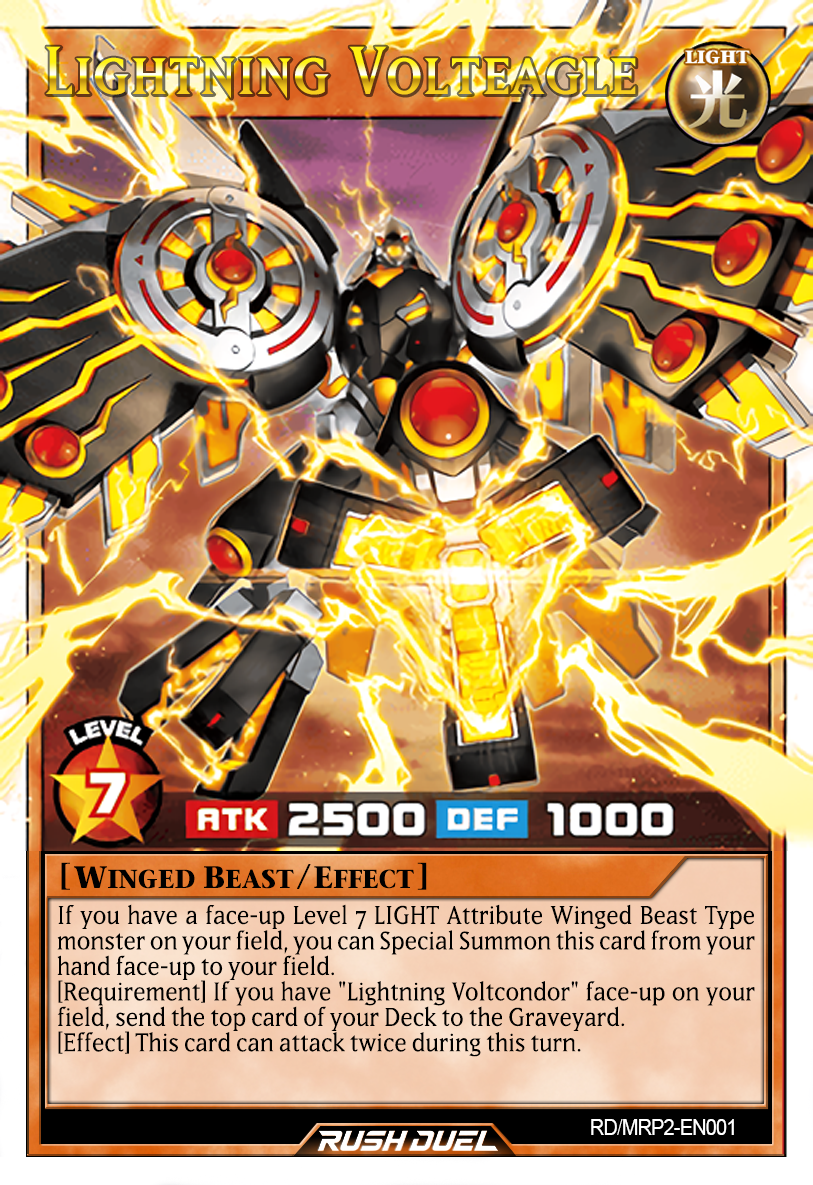 Lightning Volteagle
LIGHT
光
LEVEL
7
ATK 2500 DEF 1000
[Winged Beast/Effect]
If you have a face-up Level 7 LIGHT Attribute Winged Beast Type
monster on your field, you can Special Summon this card from your
hand face-up to your field.
[Requirement] If you have "Lightning Voltcondor" face-up on your
field, send the top card of your Deck to the Graveyard.
[Effect] This card can attack twice during this turn.
RD/MRP2-EN001
RUSH DUEL